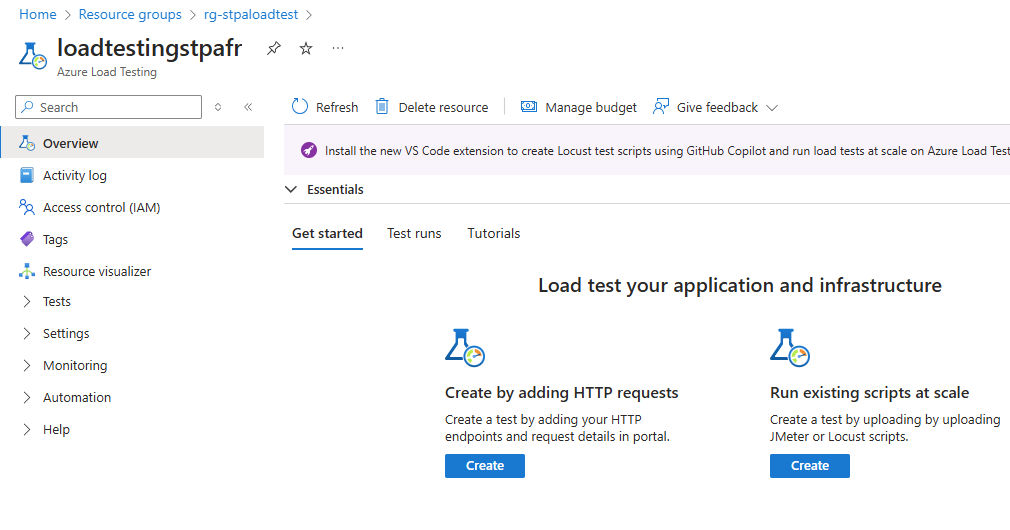 Home > Resource groups > rg-stpaloadtest >
loadtestingstpafr
Azure Load Testing
Search
Refresh Delete resource Manage budget Give feedback
Install the new VS Code extension to create Locust test scripts using GitHub Copilot and run load tests at scale on Azure Load Test
Essentials
Overview
Activity log
Access control (IAM)
Tags
Resource visualizer
Tests
Settings
Monitoring
Automation
Help
Get started Test runs Tutorials
Load test your application and infrastructure
Create by adding HTTP requests
Create a test by adding your HTTP
endpoints and request details in portal.
Create
Run existing scripts at scale
Create a test by uploading by uploading
JMeter or Locust scripts.
Create